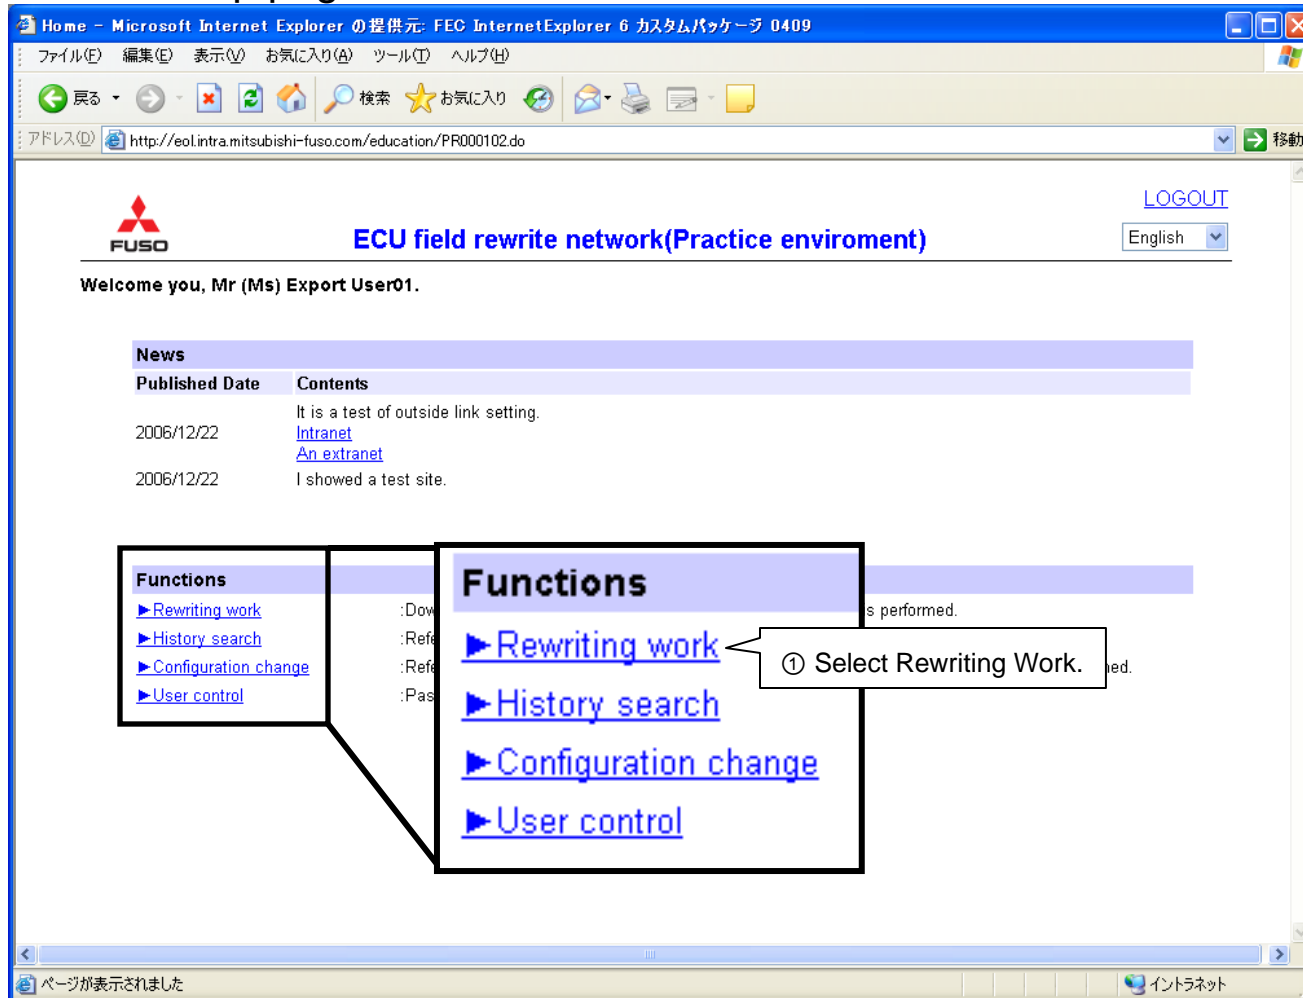 Home - Microsoft Internet Explorer の提供元: FEC InternetExplorer 6 カスタムパッケージ 0409
ファイル(F) 編集(E) 表示(V) お気に入り(A) ツール(T) ヘルプ(H)
戻る 検索 お気に入り
アドレス(D) http://eol.intra.mitsubishi-fuso.com/education/PR000102.do 移動
LOGOUT
FUSO ECU field rewrite network(Practice enviroment) English
Welcome you, Mr (Ms) Export User01.
News
Published Date Contents
It is a test of outside link setting.
2006/12/22 Intranet
An extranet
2006/12/22 I showed a test site.
Functions
►Rewriting work :Dow s performed.
►History search :Refe
►Configuration change :Refe ned.
►User control :Pas
Functions
►Rewriting work
① Select Rewriting Work.
►History search
►Configuration change
►User control
ページが表示されました イントラネット